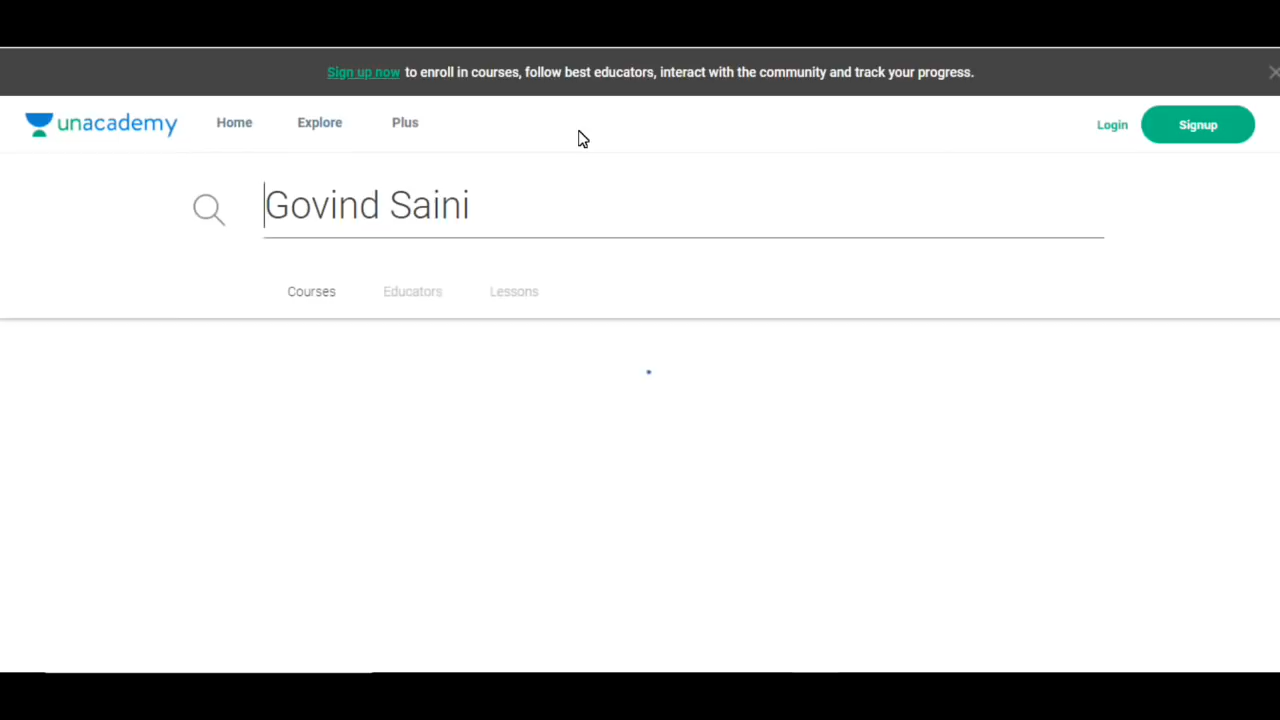 Sign up now to enroll in courses, follow best educators, interact with the community and track your progress.
unacademy Home Explore Plus Login Signup
Govind Saini
Courses Educators Lessons